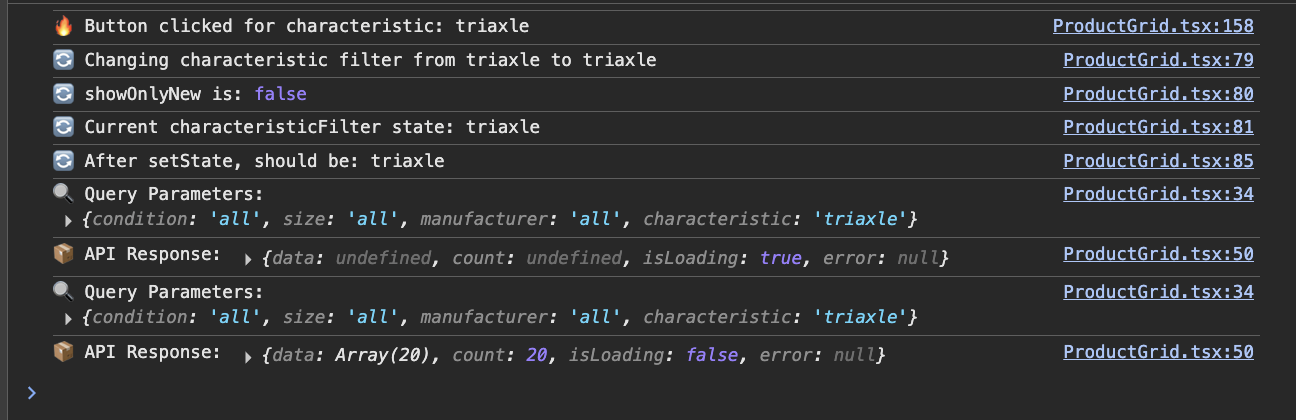 🔥 Button clicked for characteristic: triaxle ProductGrid.tsx:158
🔄 Changing characteristic filter from triaxle to triaxle ProductGrid.tsx:79
🔄 showOnlyNew is: false ProductGrid.tsx:80
🔄 Current characteristicFilter state: triaxle ProductGrid.tsx:81
🔄 After setState, should be: triaxle ProductGrid.tsx:85
🔍 Query Parameters: ProductGrid.tsx:34
▸ {condition: 'all', size: 'all', manufacturer: 'all', characteristic: 'triaxle'}
📦 API Response: ▸ {data: undefined, count: undefined, isLoading: true, error: null} ProductGrid.tsx:50
🔍 Query Parameters: ProductGrid.tsx:34
▸ {condition: 'all', size: 'all', manufacturer: 'all', characteristic: 'triaxle'}
📦 API Response: ▸ {data: Array(20), count: 20, isLoading: false, error: null} ProductGrid.tsx:50
>